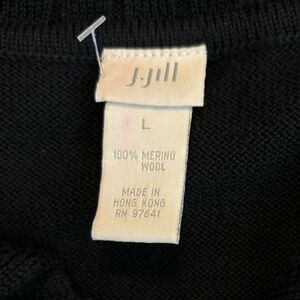 J.Jill
L
100% MERINO
WOOL
MADE IN
HONG KONG
RN 97641